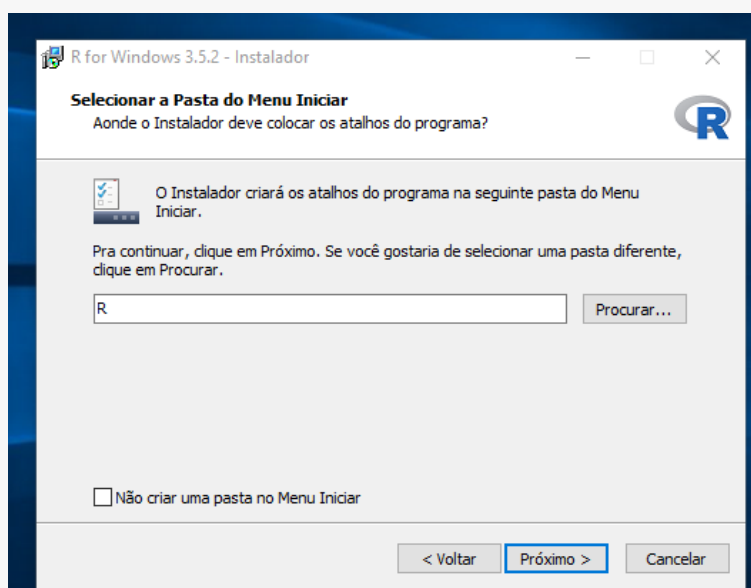 R for Windows 3.5.2 - Instalador
Selecionar a Pasta do Menu Iniciar
Aonde o Instalador deve colocar os atalhos do programa?
R
O Instalador criará os atalhos do programa na seguinte pasta do Menu
Iniciar.
Pra continuar, clique em Próximo. Se você gostaria de selecionar uma pasta diferente,
clique em Procurar.
R
Procurar...
Não criar uma pasta no Menu Iniciar
< Voltar
Próximo >
Cancelar